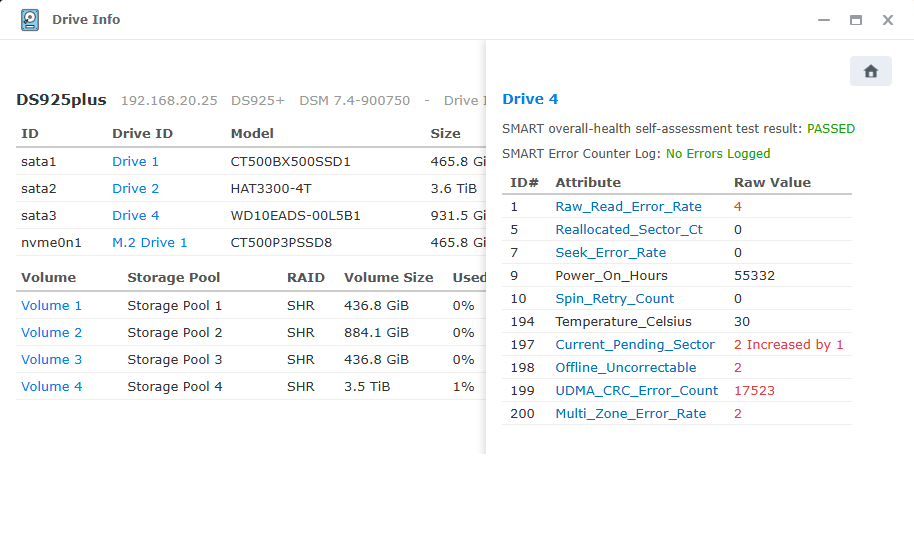 Drive Info
DS925plus 192.168.20.25 DS925+ DSM 7.4-900750 - Drive
ID Drive ID Model Size
sata1 Drive 1 CT500BX500SSD1 465.8
sata2 Drive 2 HAT3300-4T 3.6 TiB
sata3 Drive 4 WD10EADS-00L5B1 931.5
nvme0n1 M.2 Drive 1 CT500P3PSSD8 465.8
Volume Storage Pool RAID Volume Size Used
Volume 1 Storage Pool 1 SHR 436.8 GiB 0%
Volume 2 Storage Pool 2 SHR 884.1 GiB 0%
Volume 3 Storage Pool 3 SHR 436.8 GiB 0%
Volume 4 Storage Pool 4 SHR 3.5 TiB 1%
Drive 4
SMART overall-health self-assessment test result: PASSED
SMART Error Counter Log: No Errors Logged
ID# Attribute Raw Value
1 Raw_Read_Error_Rate 4
5 Reallocated_Sector_Ct 0
7 Seek_Error_Rate 0
9 Power_On_Hours 55332
10 Spin_Retry_Count 0
194 Temperature_Celsius 30
197 Current_Pending_Sector 2 Increased by 1
198 Offline_Uncorrectable 2
199 UDMA_CRC_Error_Count 17523
200 Multi_Zone_Error_Rate 2